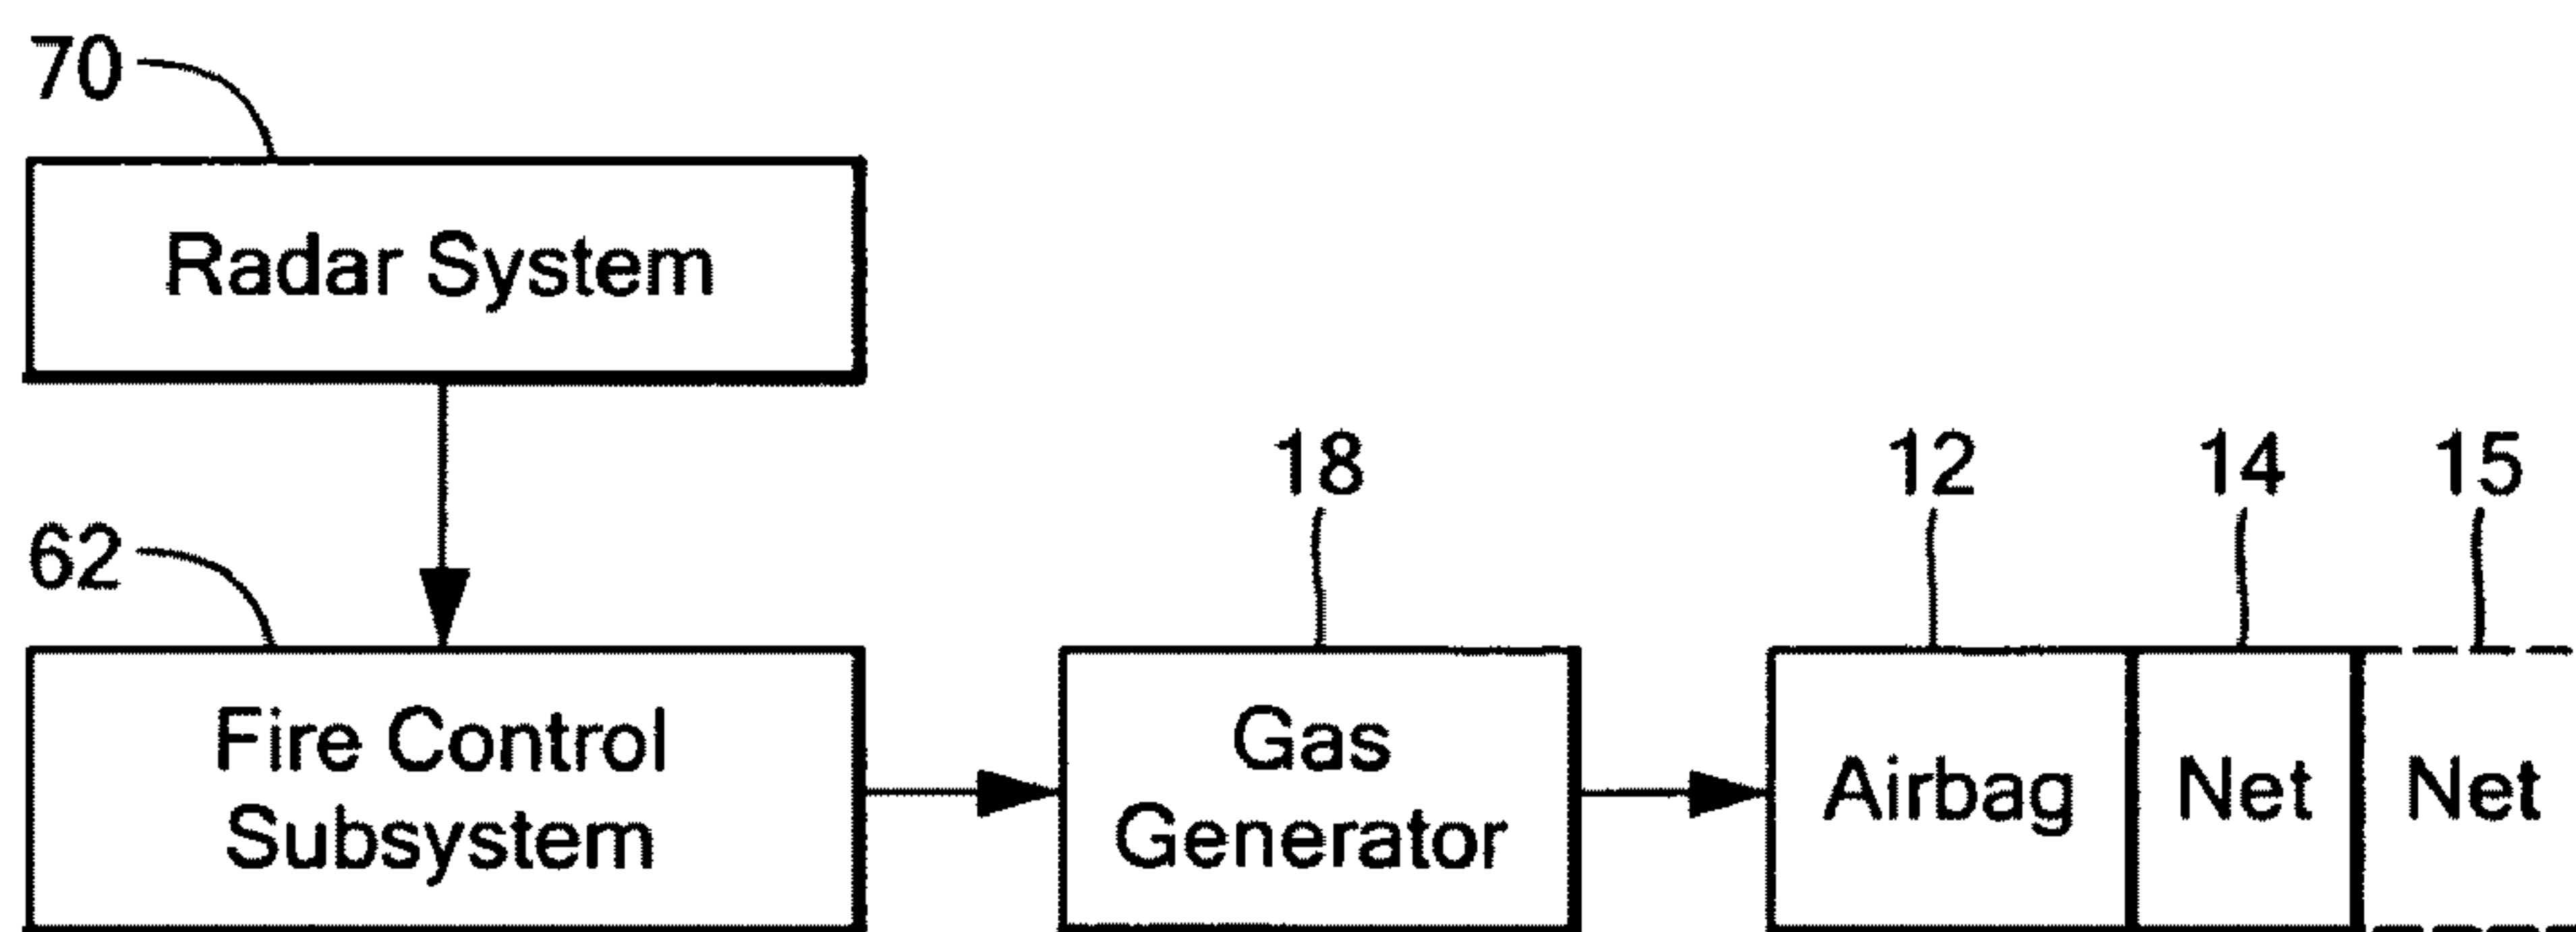 70
Radar System
18
12
14
15
62
Fire Control
Subsystem
Gas
Generator
Airbag
Net
Net